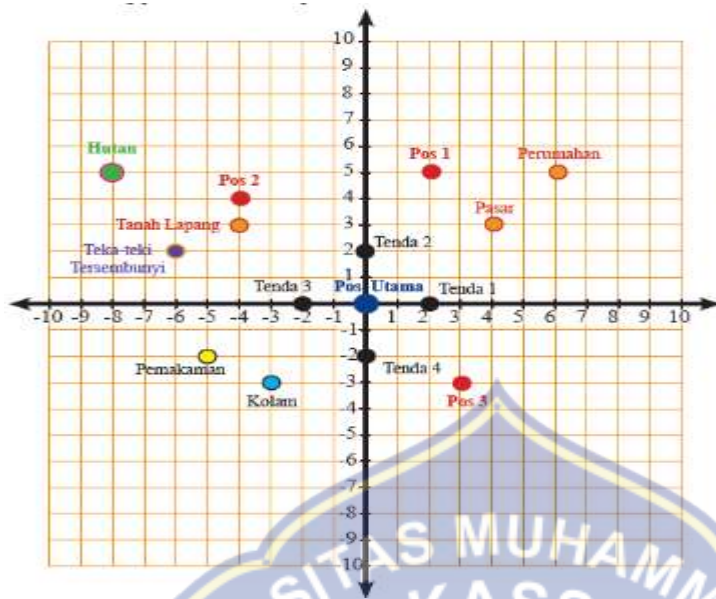 10
9
8
7
6
Hutan
Pos 1
Perumahan
5
Pos 2
4
Tanah Lapang
Pasar
3
Teka-teki
Tersembunyi
Tenda 2
2
1
Tenda 3
Pos Utama
Tenda 1
-10 -9 -8 -7 -6 -5 -4 -3 -2 -1 1 2 3 4 5 6 7 8 9 10
-1
-2
Pemakaman
Tenda 4
-3
Kolam
Pos 3
-4
-5
-6
-7
-8
-9
-10
SITAS MUHAMM
KASS